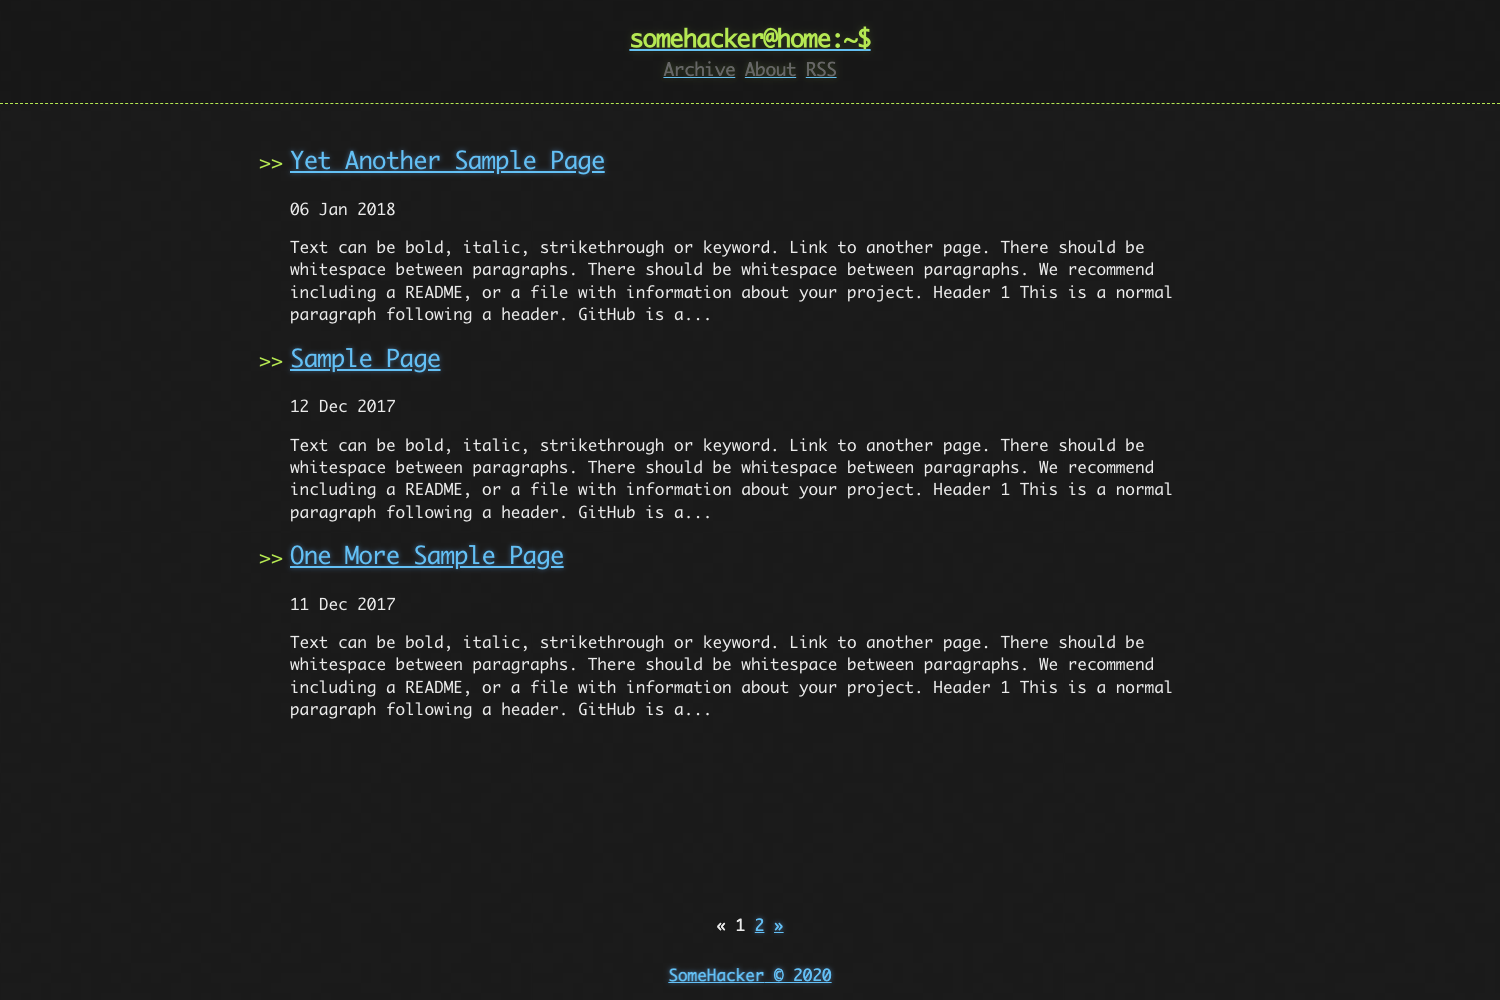 somehacker@home:~$
Archive About RSS
>> Yet Another Sample Page
06 Jan 2018
Text can be bold, italic, strikethrough or keyword. Link to another page. There should be
whitespace between paragraphs. There should be whitespace between paragraphs. We recommend
including a README, or a file with information about your project. Header 1 This is a normal
paragraph following a header. GitHub is a...
>> Sample Page
12 Dec 2017
Text can be bold, italic, strikethrough or keyword. Link to another page. There should be
whitespace between paragraphs. There should be whitespace between paragraphs. We recommend
including a README, or a file with information about your project. Header 1 This is a normal
paragraph following a header. GitHub is a...
>> One More Sample Page
11 Dec 2017
Text can be bold, italic, strikethrough or keyword. Link to another page. There should be
whitespace between paragraphs. There should be whitespace between paragraphs. We recommend
including a README, or a file with information about your project. Header 1 This is a normal
paragraph following a header. GitHub is a...
« 1 2 »
SomeHacker © 2020